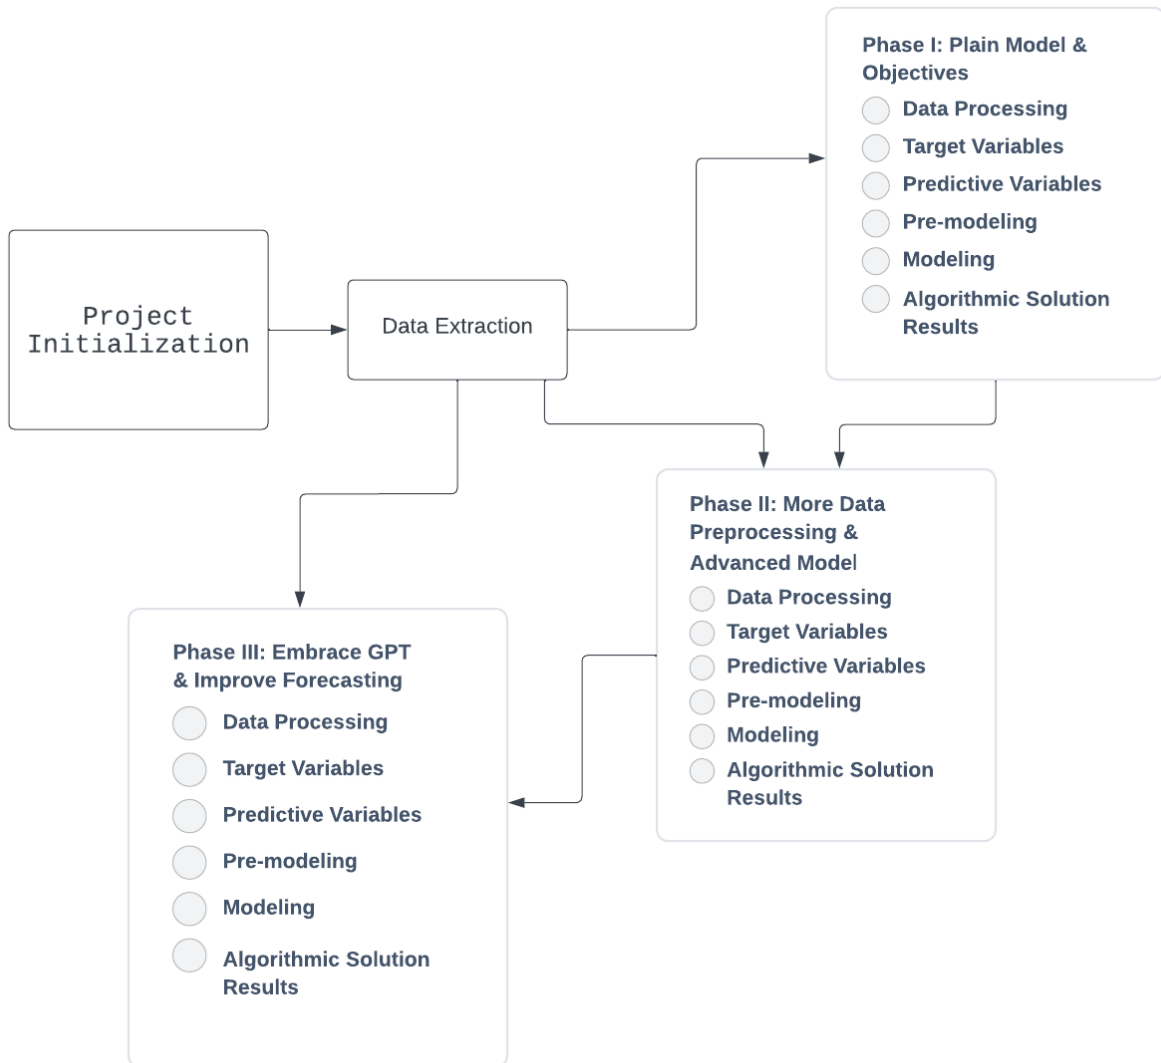 Project
Initialization
Data Extraction
Phase I: Plain Model &
Objectives
Data Processing
Target Variables
Predictive Variables
Pre-modeling
Modeling
Algorithmic Solution
Results
Phase II: More Data
Preprocessing &
Advanced Model
Data Processing
Target Variables
Predictive Variables
Pre-modeling
Modeling
Algorithmic Solution
Results
Phase III: Embrace GPT
& Improve Forecasting
Data Processing
Target Variables
Predictive Variables
Pre-modeling
Modeling
Algorithmic Solution
Results